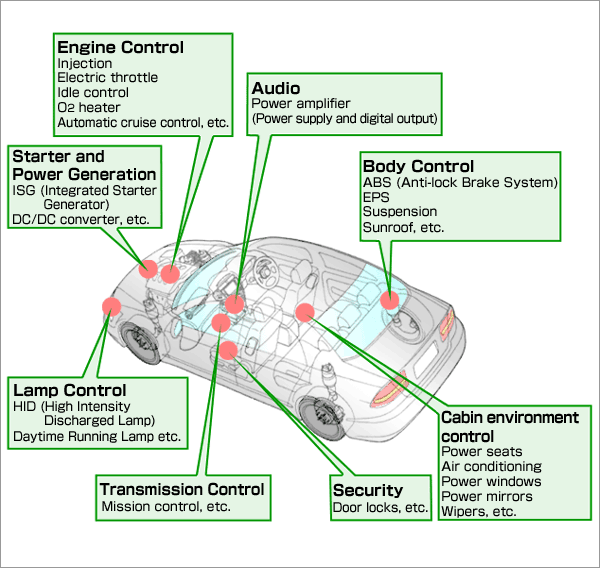 Engine Control
Injection
Electric throttle
Idle control
O2 heater
Automatic cruise control, etc.
Audio
Power amplifier
(Power supply and digital output)
Starter and
Power Generation
ISG (Integrated Starter
Generator)
DC/DC converter, etc.
Body Control
ABS (Anti-lock Brake System)
EPS
Suspension
Sunroof, etc.
Lamp Control
HID (High Intensity
Discharged Lamp)
Daytime Running Lamp etc.
Cabin environment
control
Power seats
Air conditioning
Power windows
Power mirrors
Wipers, etc.
Transmission Control
Mission control, etc.
Security
Door locks, etc.